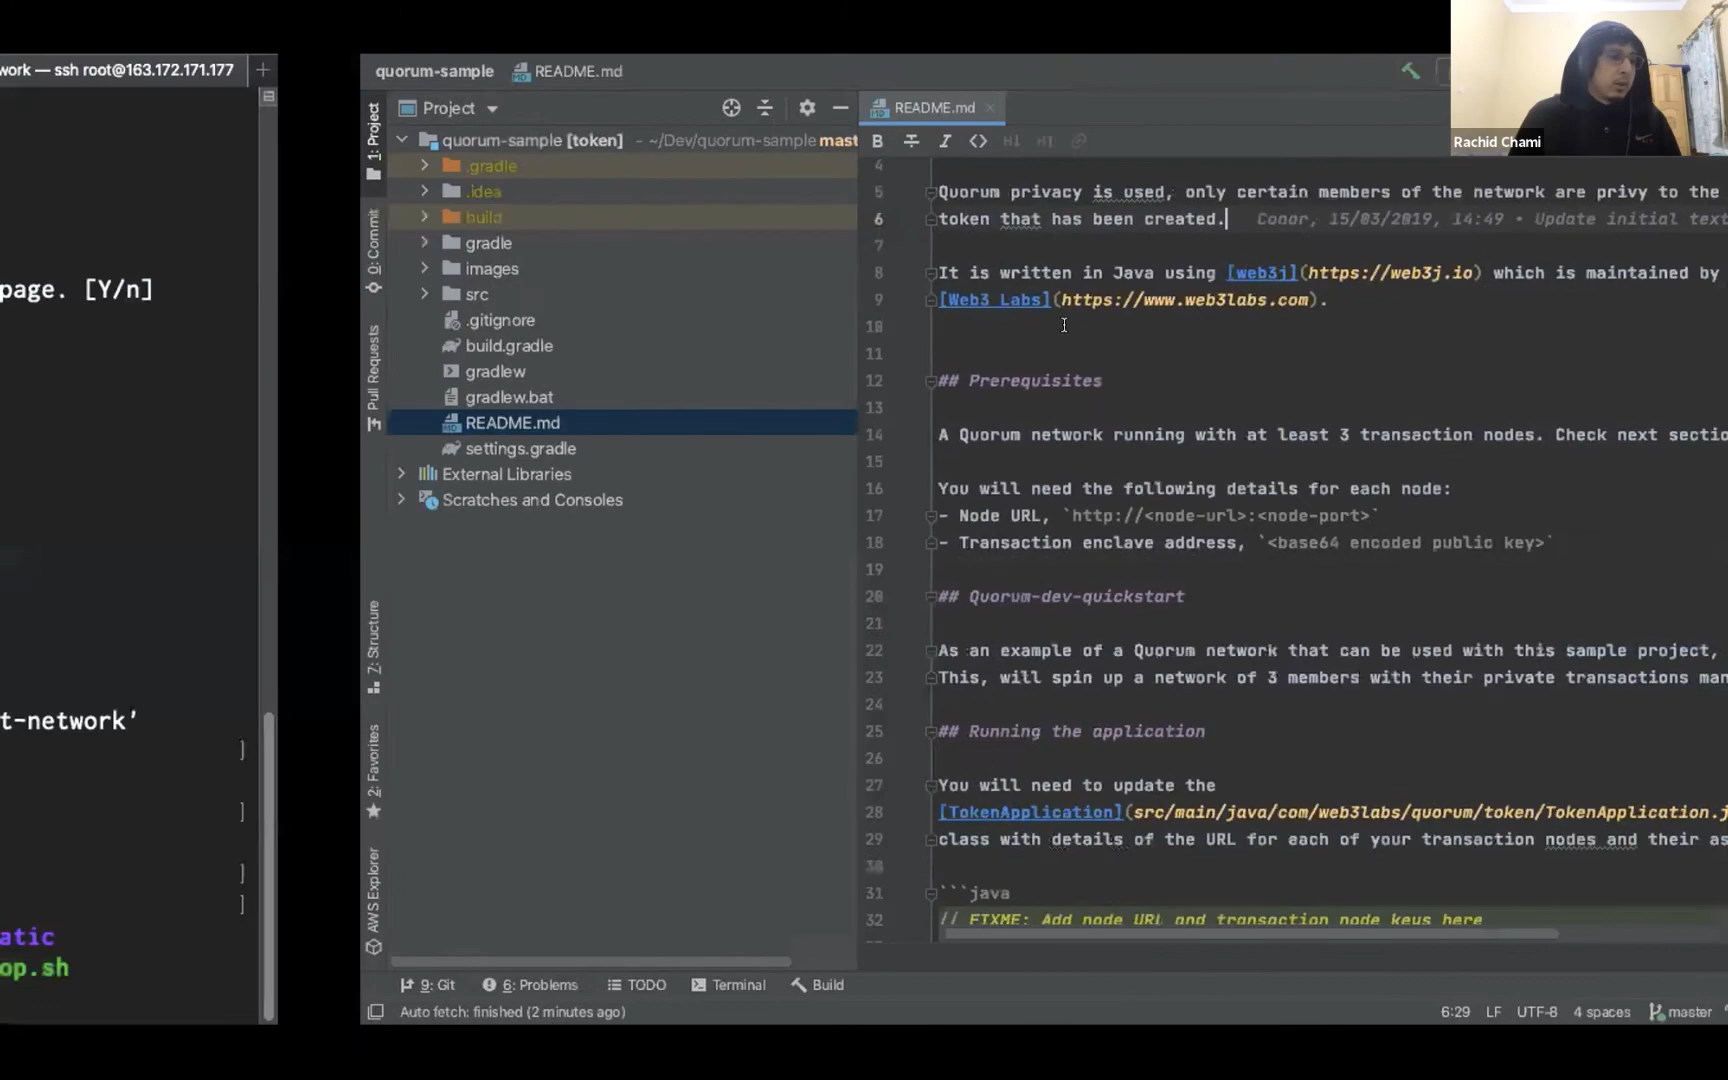 work — ssh root@163.172.171.177
page. [Y/n]
t-network'
]
]
]
]
atic
op.sh
quorum-sample README.md
1: Project
0: Commit
Pull Requests
7: Structure
2: Favorites
AWS Explorer
Project
quorum-sample [token] - ~/Dev/quorum-sample mast
.gradle
.idea
build
gradle
images
src
.gitignore
build.gradle
gradlew
gradlew.bat
README.md
settings.gradle
External Libraries
Scratches and Consoles
README.md
B I <> H↓ H↑
4
5 Quorum privacy is used, only certain members of the network are privy to the
6 token that has been created. Conor, 15/03/2019, 14:49 • Update initial text
7
8 It is written in Java using [web3j](https://web3j.io) which is maintained by
9 [Web3 Labs](https://www.web3labs.com).
10
11
12 ## Prerequisites
13
14 A Quorum network running with at least 3 transaction nodes. Check next sectio
15
16 You will need the following details for each node:
17 - Node URL, `http://<node-url>:<node-port>`
18 - Transaction enclave address, `<base64 encoded public key>`
19
20 ## Quorum-dev-quickstart
21
22 As an example of a Quorum network that can be used with this sample project,
23 This, will spin up a network of 3 members with their private transactions man
24
25 ## Running the application
26
27 You will need to update the
28 [TokenApplication](src/main/java/com/web3labs/quorum/token/TokenApplication.j
29 class with details of the URL for each of your transaction nodes and their as
30
31 ```java
32 // FIXME: Add node URL and transaction node keys here
Rachid Chami
9: Git 6: Problems TODO Terminal Build
Auto fetch: finished (2 minutes ago) 6:29 LF UTF-8 4 spaces master